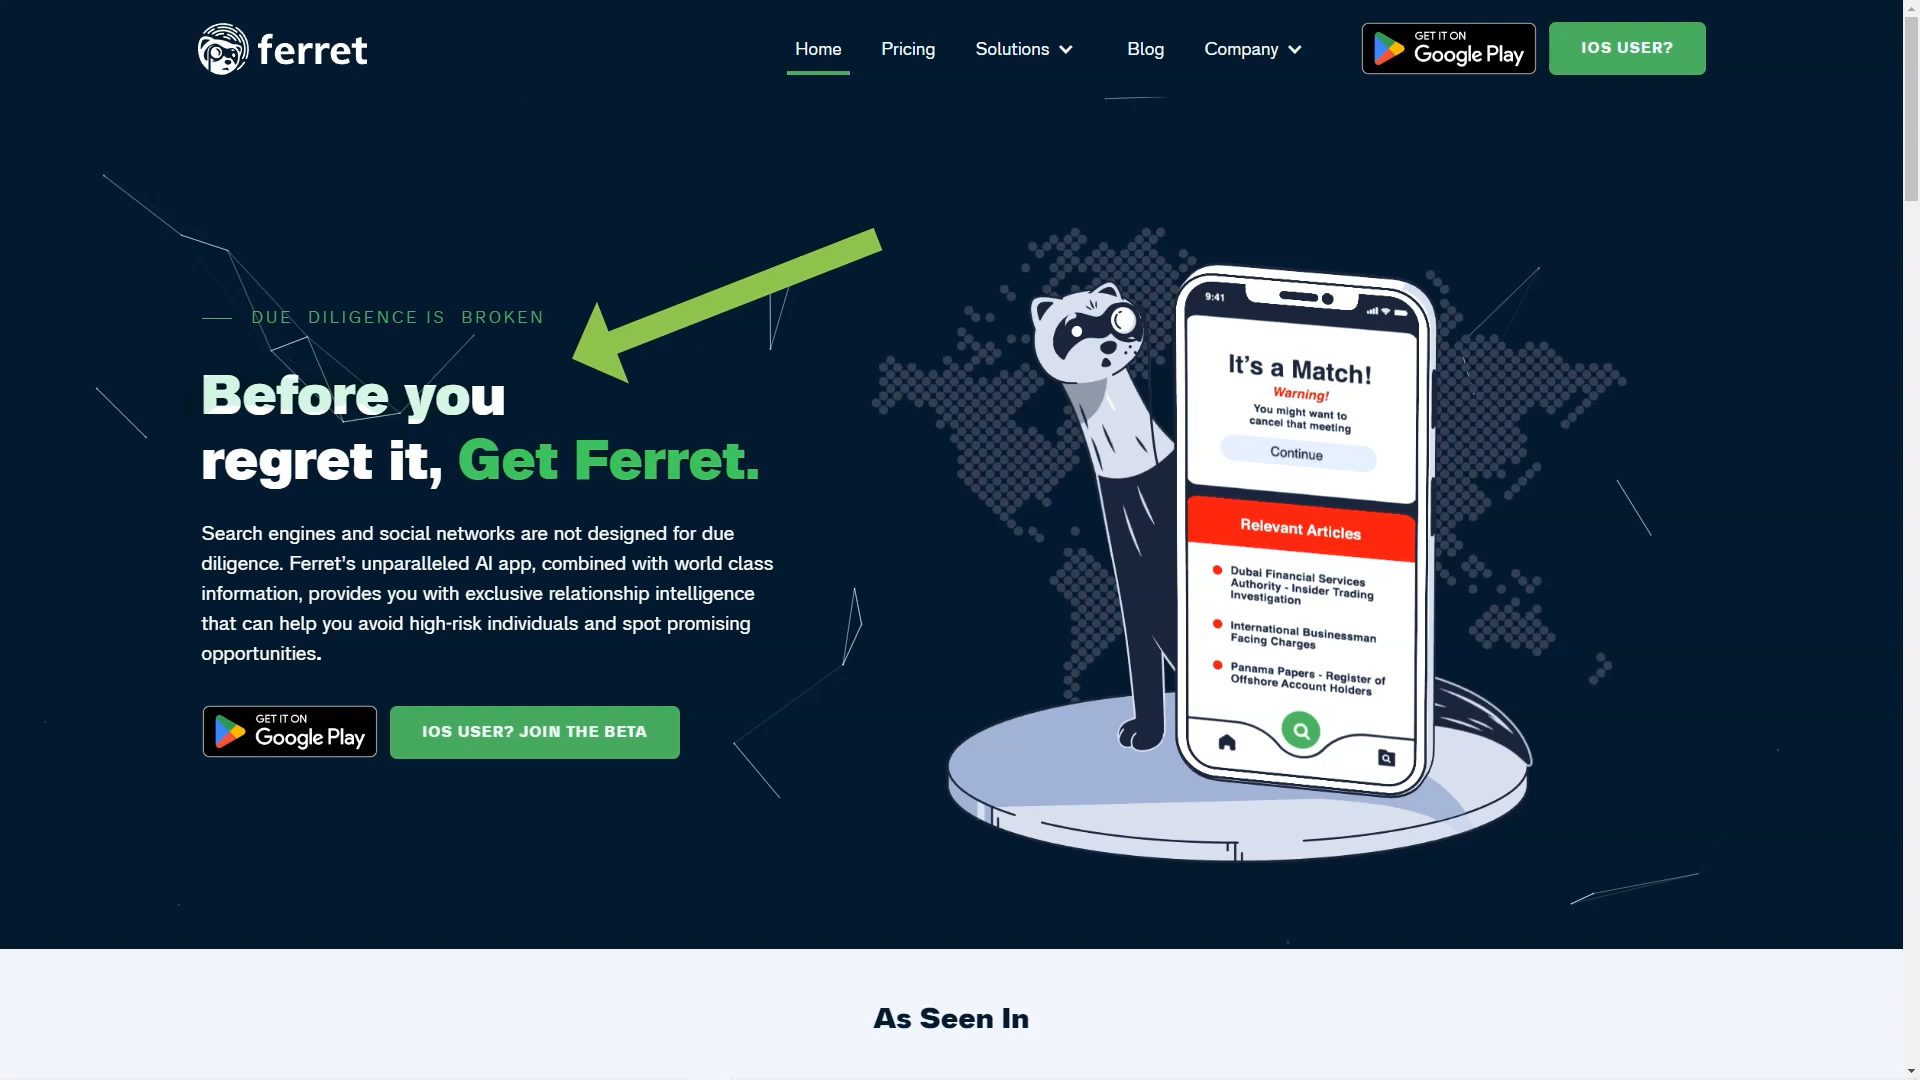 ferret
Home
Pricing
Solutions
Blog
Company
GET IT ON
Google Play
IOS USER?
DUE DILIGENCE IS BROKEN
Before you
regret it, Get Ferret.
Search engines and social networks are not designed for due
diligence. Ferret's unparalleled AI app, combined with world class
information, provides you with exclusive relationship intelligence
that can help you avoid high-risk individuals and spot promising
opportunities.
GET IT ON
Google Play
IOS USER? JOIN THE BETA
9:41
It's a Match!
Warning!
You might want to
cancel that meeting
Continue
Relevant Articles
Dubai Financial Services
Authority - Insider Trading
Investigation
International Businessman
Facing Charges
Panama Papers - Register of
Offshore Account Holders
As Seen In